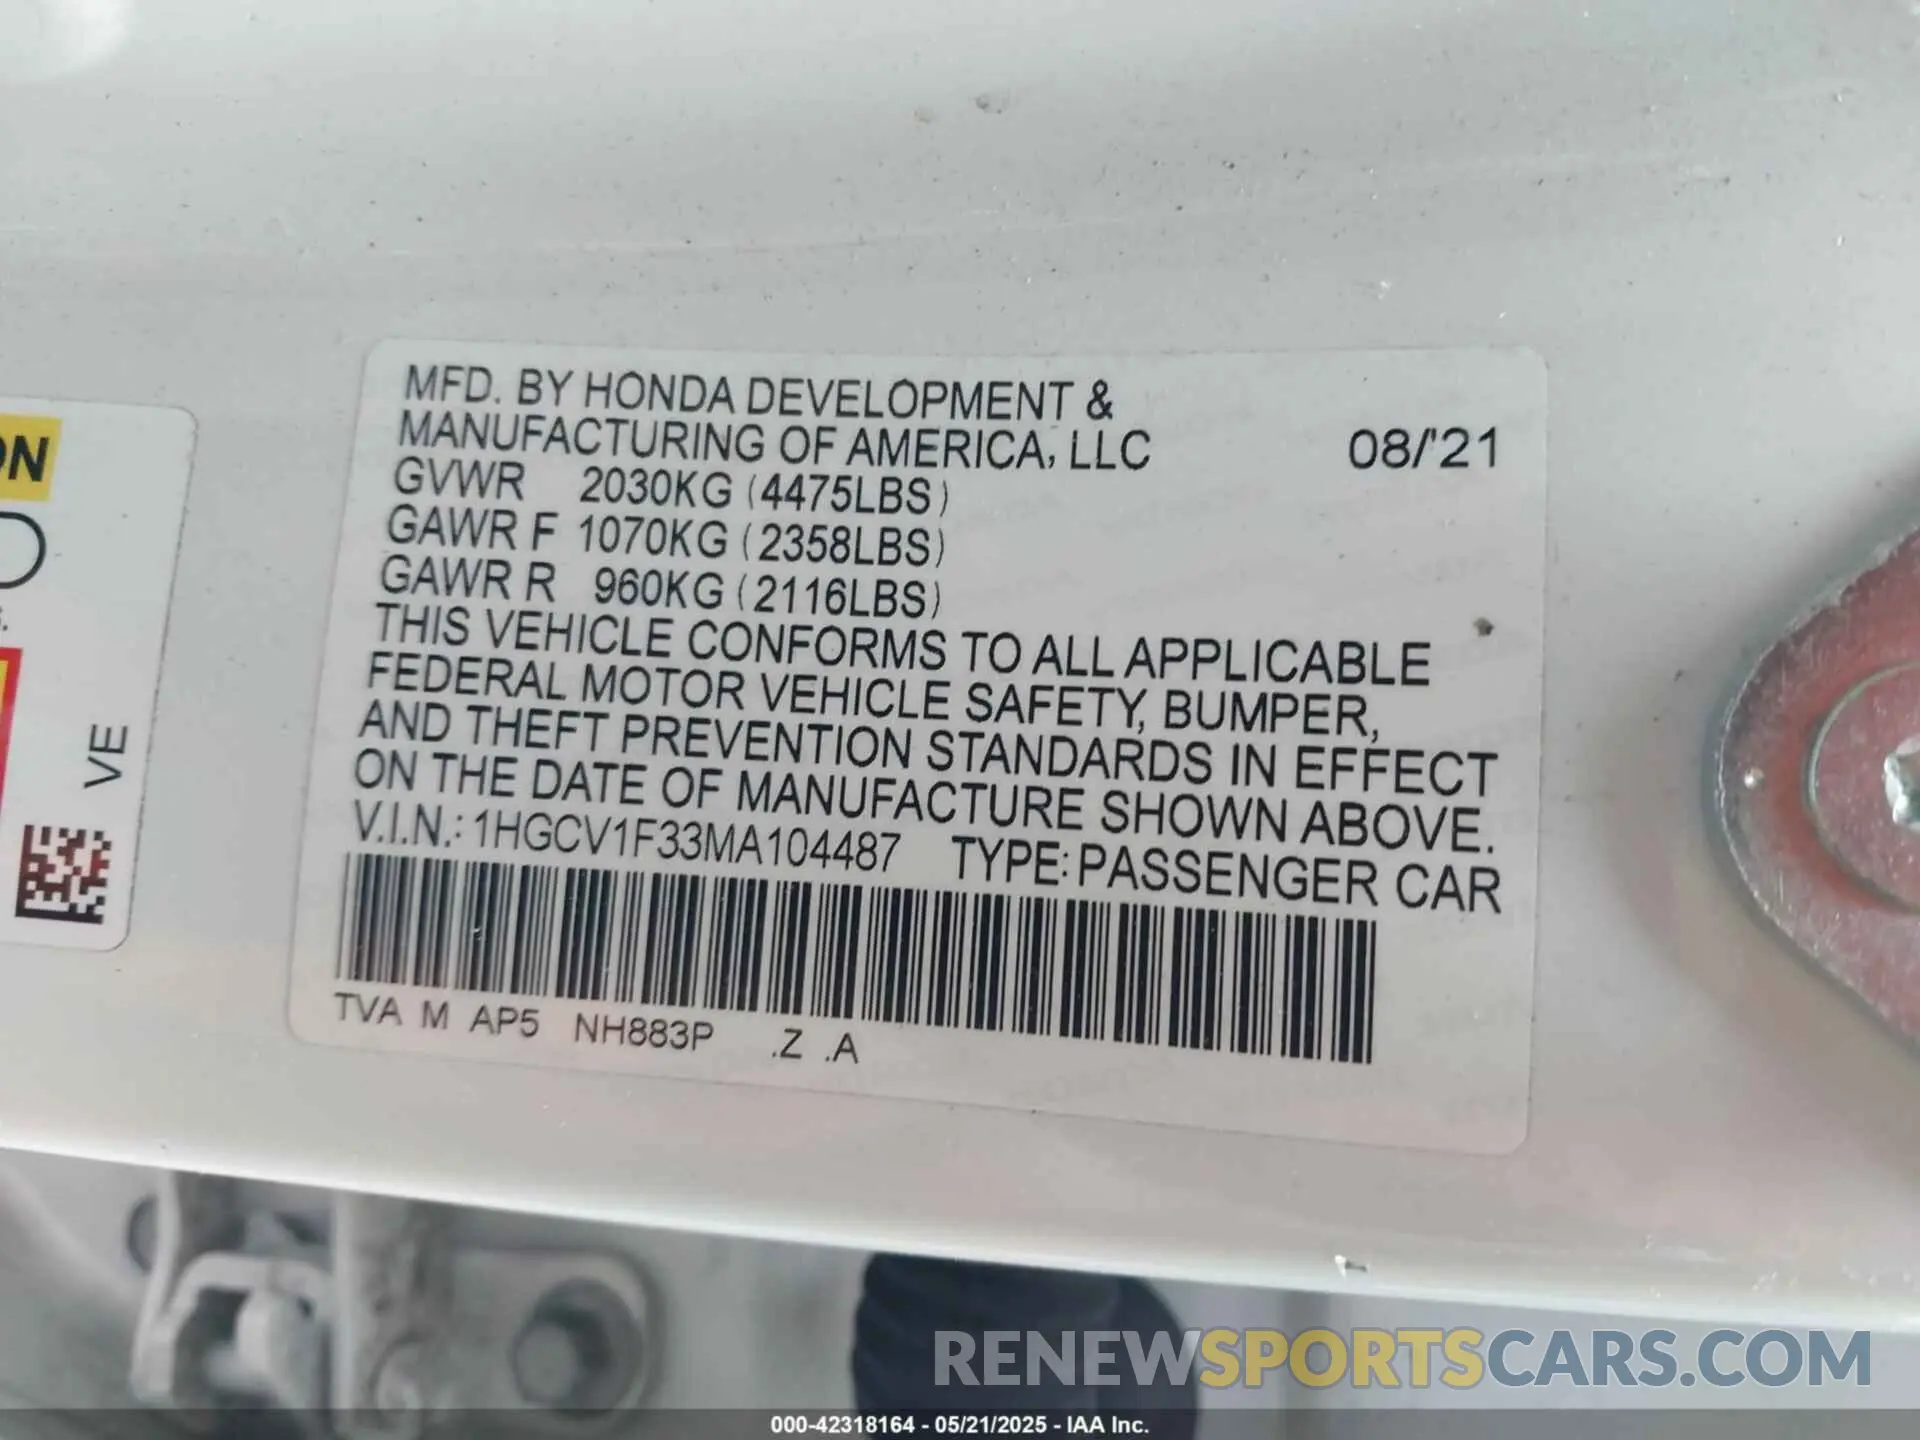 MFD. BY HONDA DEVELOPMENT &
MANUFACTURING OF AMERICA, LLC 08/'21
GVWR 2030KG (4475LBS)
GAWR F 1070KG (2358LBS)
GAWR R 960KG (2116LBS)
THIS VEHICLE CONFORMS TO ALL APPLICABLE
FEDERAL MOTOR VEHICLE SAFETY, BUMPER,
AND THEFT PREVENTION STANDARDS IN EFFECT
ON THE DATE OF MANUFACTURE SHOWN ABOVE.
V.I.N.: 1HGCV1F33MA104487 TYPE: PASSENGER CAR
TVA M AP5 NH883P .Z .A
VE
RENEWSPORTSCARS.COM
000-42318164 - 05/21/2025 - IAA Inc.